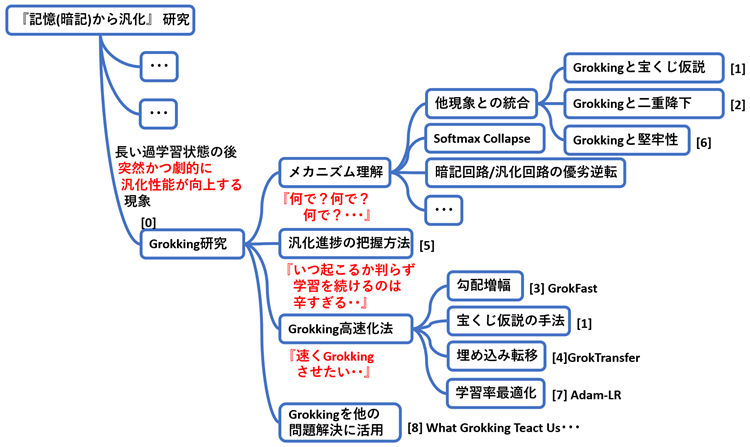 『記憶(暗記)から汎化』 研究
・・・
・・・
長い過学習状態の後
突然かつ劇的に
汎化性能が向上する
現象
[0]
Grokking研究
メカニズム理解
『何で？何で？
何で？・・・』
他現象との統合
Grokkingと宝くじ仮説
[1]
Grokkingと二重降下
[2]
Grokkingと堅牢性
[6]
Softmax Collapse
暗記回路/汎化回路の優劣逆転
・・・
汎化進捗の把握方法
[5]
『いつ起こるか判らず
学習を続けるのは
辛すぎる・・』
Grokking高速化法
『速くGrokking
させたい・・』
勾配増幅
[3] GrokFast
宝くじ仮説の手法
[1]
埋め込み転移
[4]GrokTransfer
学習率最適化
[7] Adam-LR
Grokkingを他の
問題解決に活用
[8] What Grokking Teact Us・・・